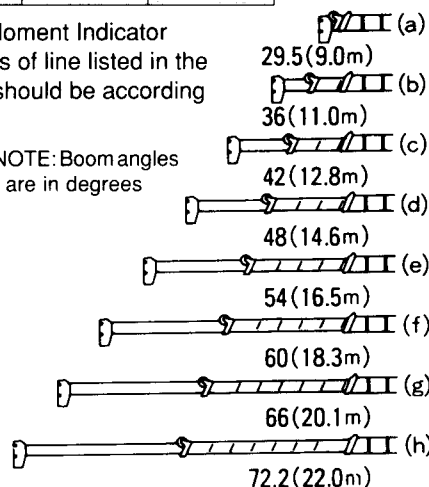 oment Indicator
s of line listed in the
should be according
NOTE: Boom angles
are in degrees
(a)
29.5(9.0m)
(b)
36(11.0m)
(c)
42(12.8m)
(d)
48(14.6m)
(e)
54(16.5m)
(f)
60(18.3m)
(g)
66(20.1m)
(h)
72.2(22.0m)